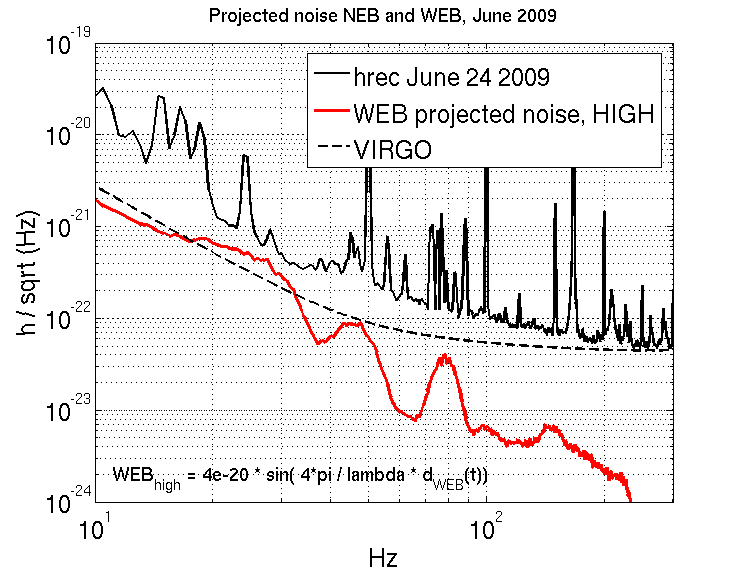 Projected noise NEB and WEB, June 2009
10^-19
10^-20
10^-21
10^-22
10^-23
10^-24
h / sqrt (Hz)
hrec June 24 2009
WEB projected noise, HIGH
VIRGO
WEB_high = 4e-20 * sin( 4*pi / lambda * d_WEB(t))
10^1
10^2
Hz